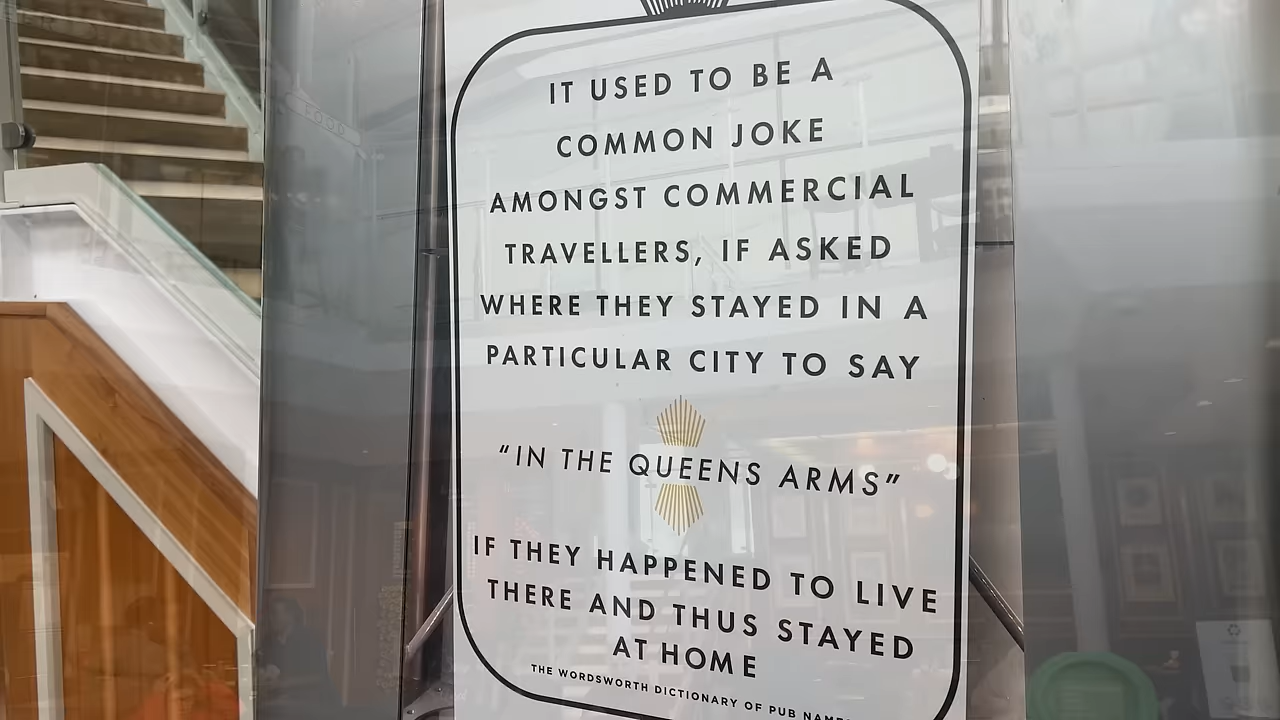 IT USED TO BE A
COMMON JOKE
AMONGST COMMERCIAL
TRAVELLERS, IF ASKED
WHERE THEY STAYED IN A
PARTICULAR CITY TO SAY
“IN THE QUEENS ARMS”
IF THEY HAPPENED TO LIVE
THERE AND THUS STAYED
AT HOME
THE WORDSWORTH DICTIONARY OF PUB NAMES